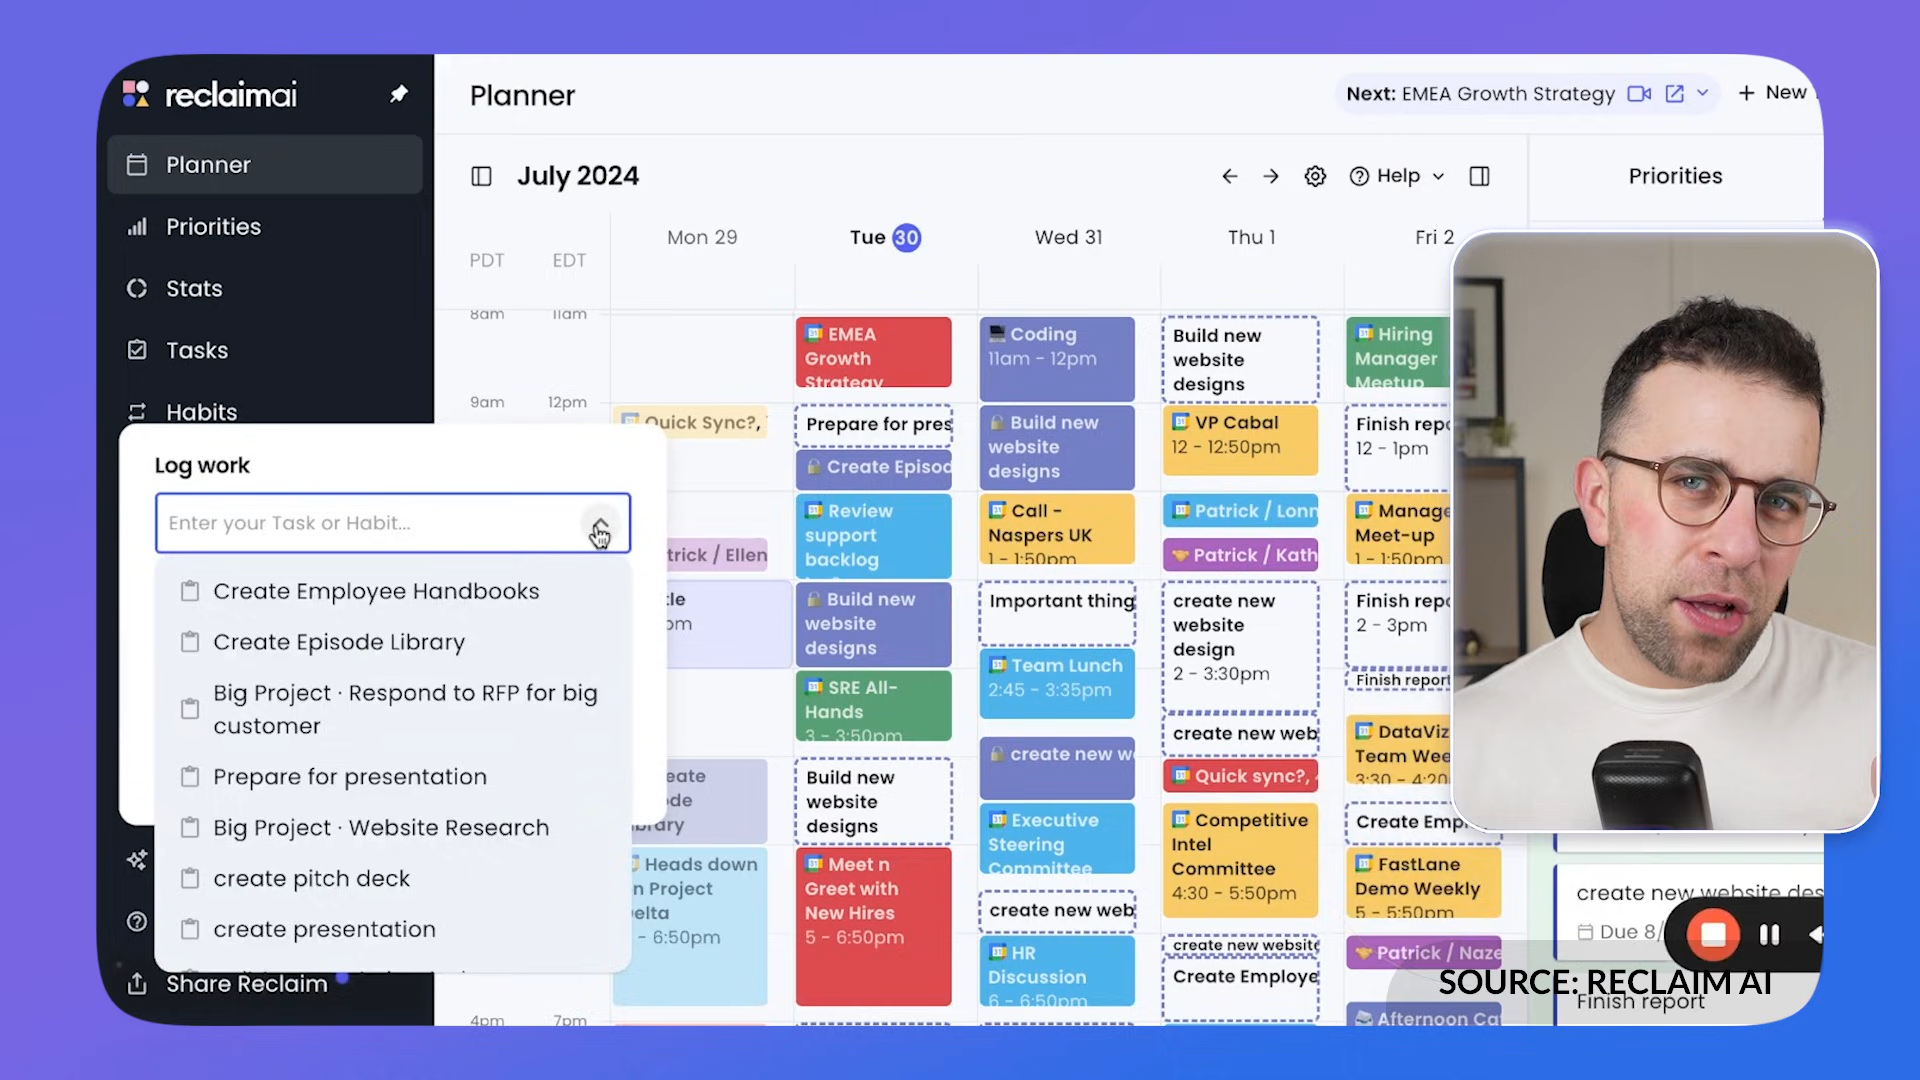 reclaimai
Planner
Priorities
Stats
Tasks
Habits
Log work
Enter your Task or Habit...
Create Employee Handbooks
Create Episode Library
Big Project · Respond to RFP for big
customer
Prepare for presentation
Big Project · Website Research
create pitch deck
create presentation
Share Reclaim
Planner
Next: EMEA Growth Strategy
+ New
July 2024
Help
Priorities
PDT
EDT
Mon 29
Tue 30
Wed 31
Thu 1
Fri 2
8am
11am
9am
12pm
4pm
7pm
Quick Sync?,
trick / Ellen
Heads down
Project
6:50pm
EMEA
Growth
Strategy
Prepare for pres
Create Episod
Review
support
backlog
Build new
website
designs
SRE All-
Hands
3 - 3:50pm
Build new
website
designs
Meet n
Greet with
New Hires
5 - 6:50pm
Coding
11am - 12pm
Build new
website
designs
Call -
Naspers UK
1 - 1:50pm
Important thing
Team Lunch
2:45 - 3:35pm
create new w
Executive
Steering
Committee
create new web
HR
Discussion
6 - 6:50pm
Build new
website
designs
VP Cabal
12 - 12:50pm
Patrick / Lonn
Patrick / Kath
create new
website
design
2 - 3:30pm
create new web
Quick sync?,
Competitive
Intel
Committee
4:30 - 5:50pm
create new website
Create Employe
Hiring
Manager
Meetup
Finish repo
12 - 1pm
Manage
Meet-up
1 - 1:50pm
Finish repo
2 - 3pm
Finish report
DataViz
Team Wee
3:30 - 4:20
Create Emp
FastLane
Demo Weekly
5 - 5:50pm
Patrick / Naze
Afternoon Ca
create new website des
Due 8/
Finish report
SOURCE: RECLAIM AI